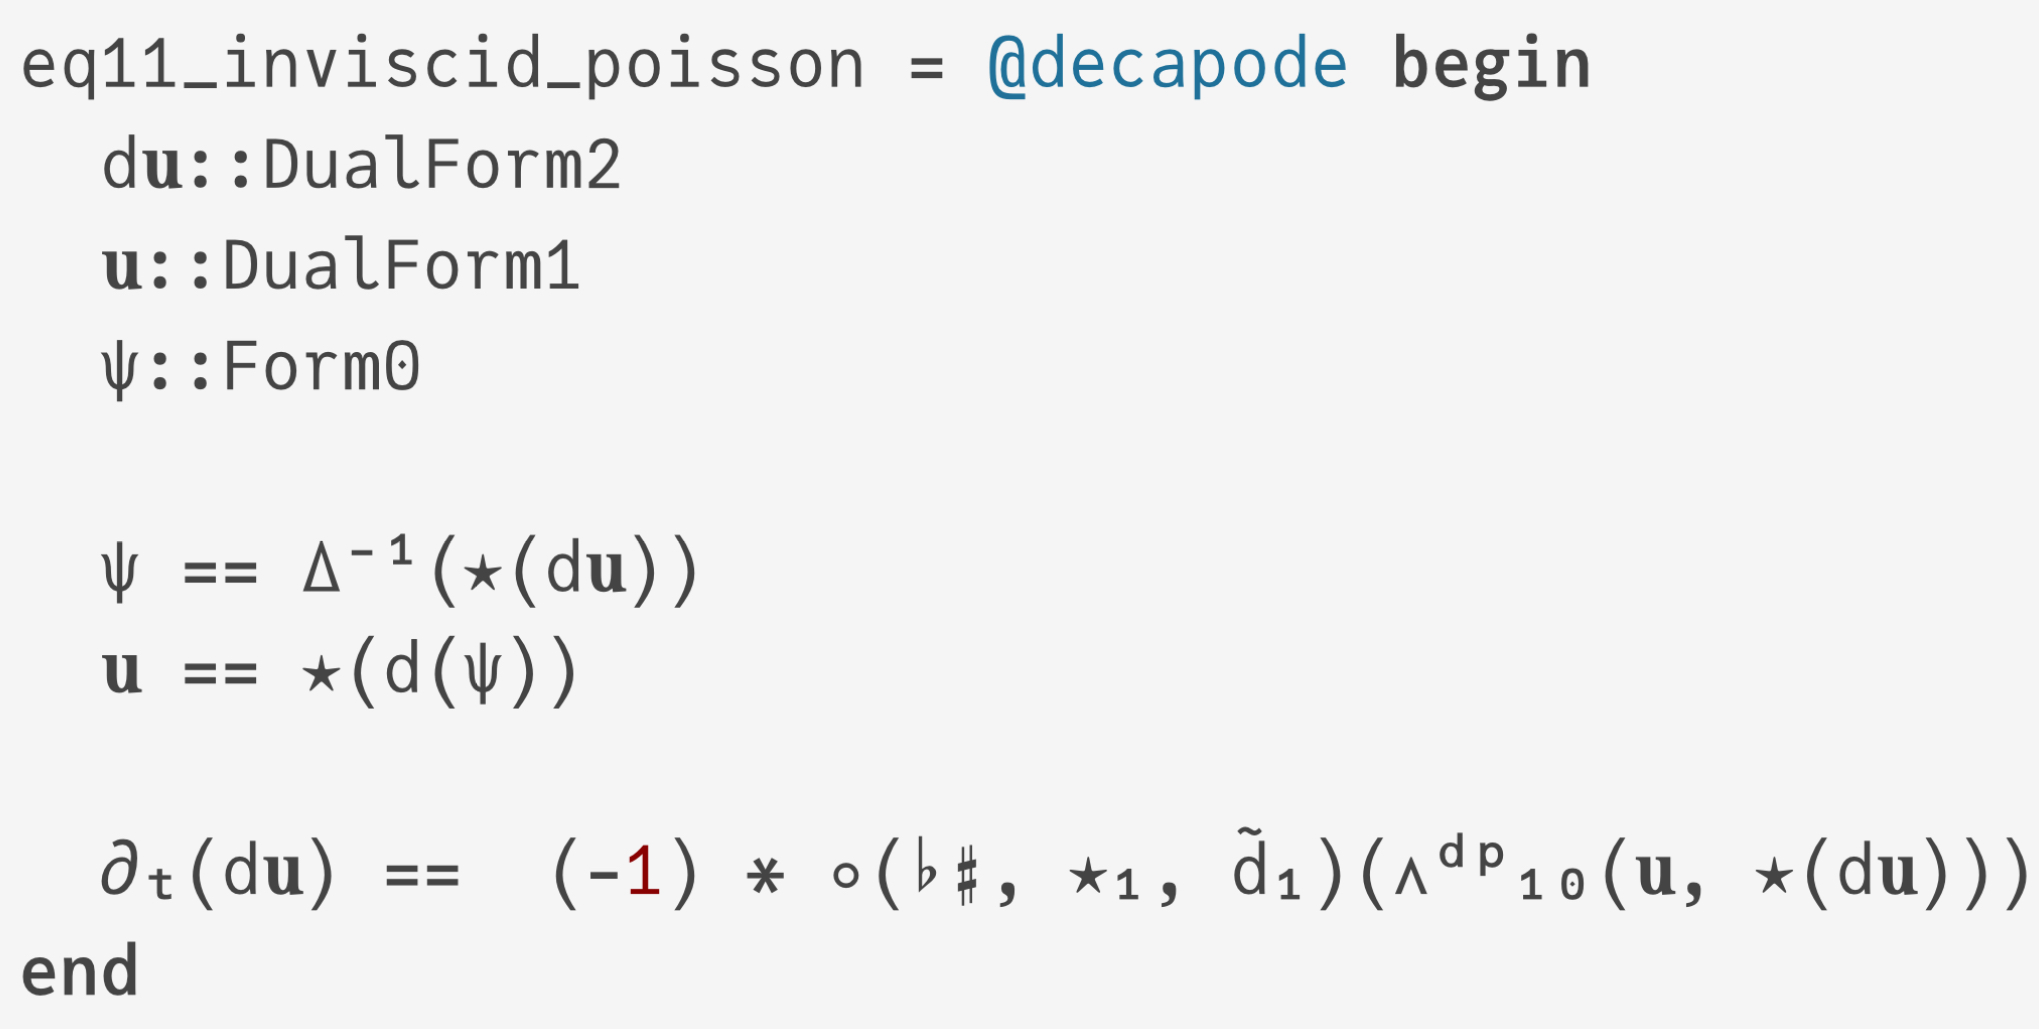 eq11_inviscid_poisson = @decapode begin
  d𝐮::DualForm2
  𝐮::DualForm1
  ψ::Form0

  ψ == Δ⁻¹(⋆(d𝐮))
  𝐮 == ⋆(d(ψ))

  ∂ₜ(d𝐮) ==  (-1) * ∘(♭♯, ⋆₁, d̃₁)(∧ᵈᵖ₁₀(𝐮, ⋆(d𝐮)))
end